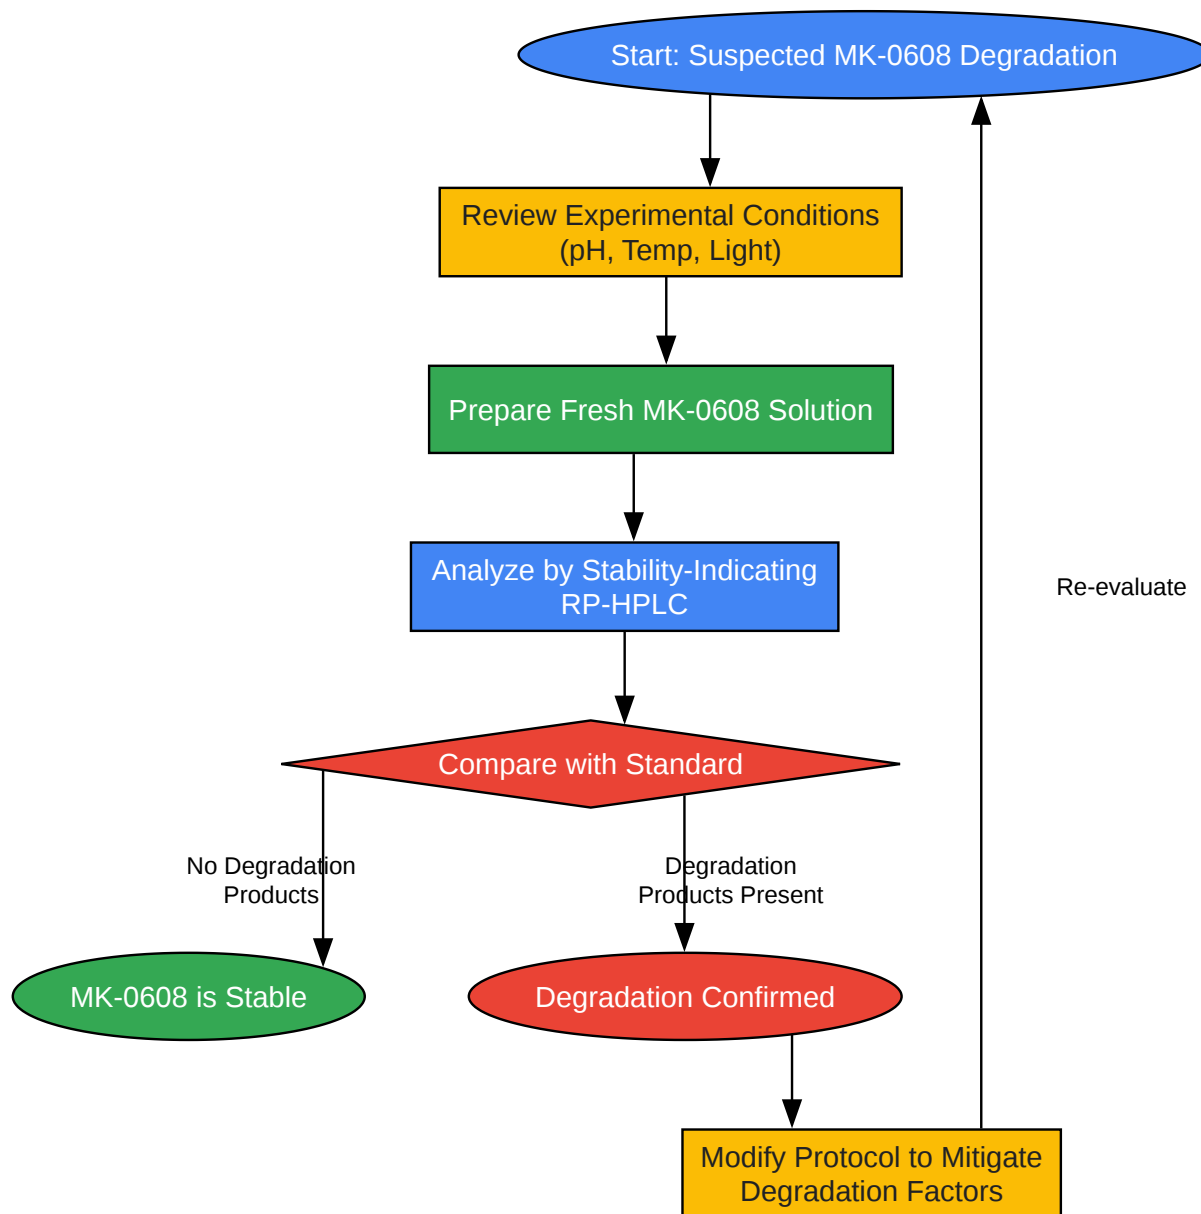 Start: Suspected MK-0608 Degradation
Review Experimental Conditions
(pH, Temp, Light)
Prepare Fresh MK-0608 Solution
Analyze by Stability-Indicating
RP-HPLC
Re-evaluate
Compare with Standard
No Degradation
Products
Degradation
Products Present
MK-0608 is Stable
Degradation Confirmed
Modify Protocol to Mitigate
Degradation Factors